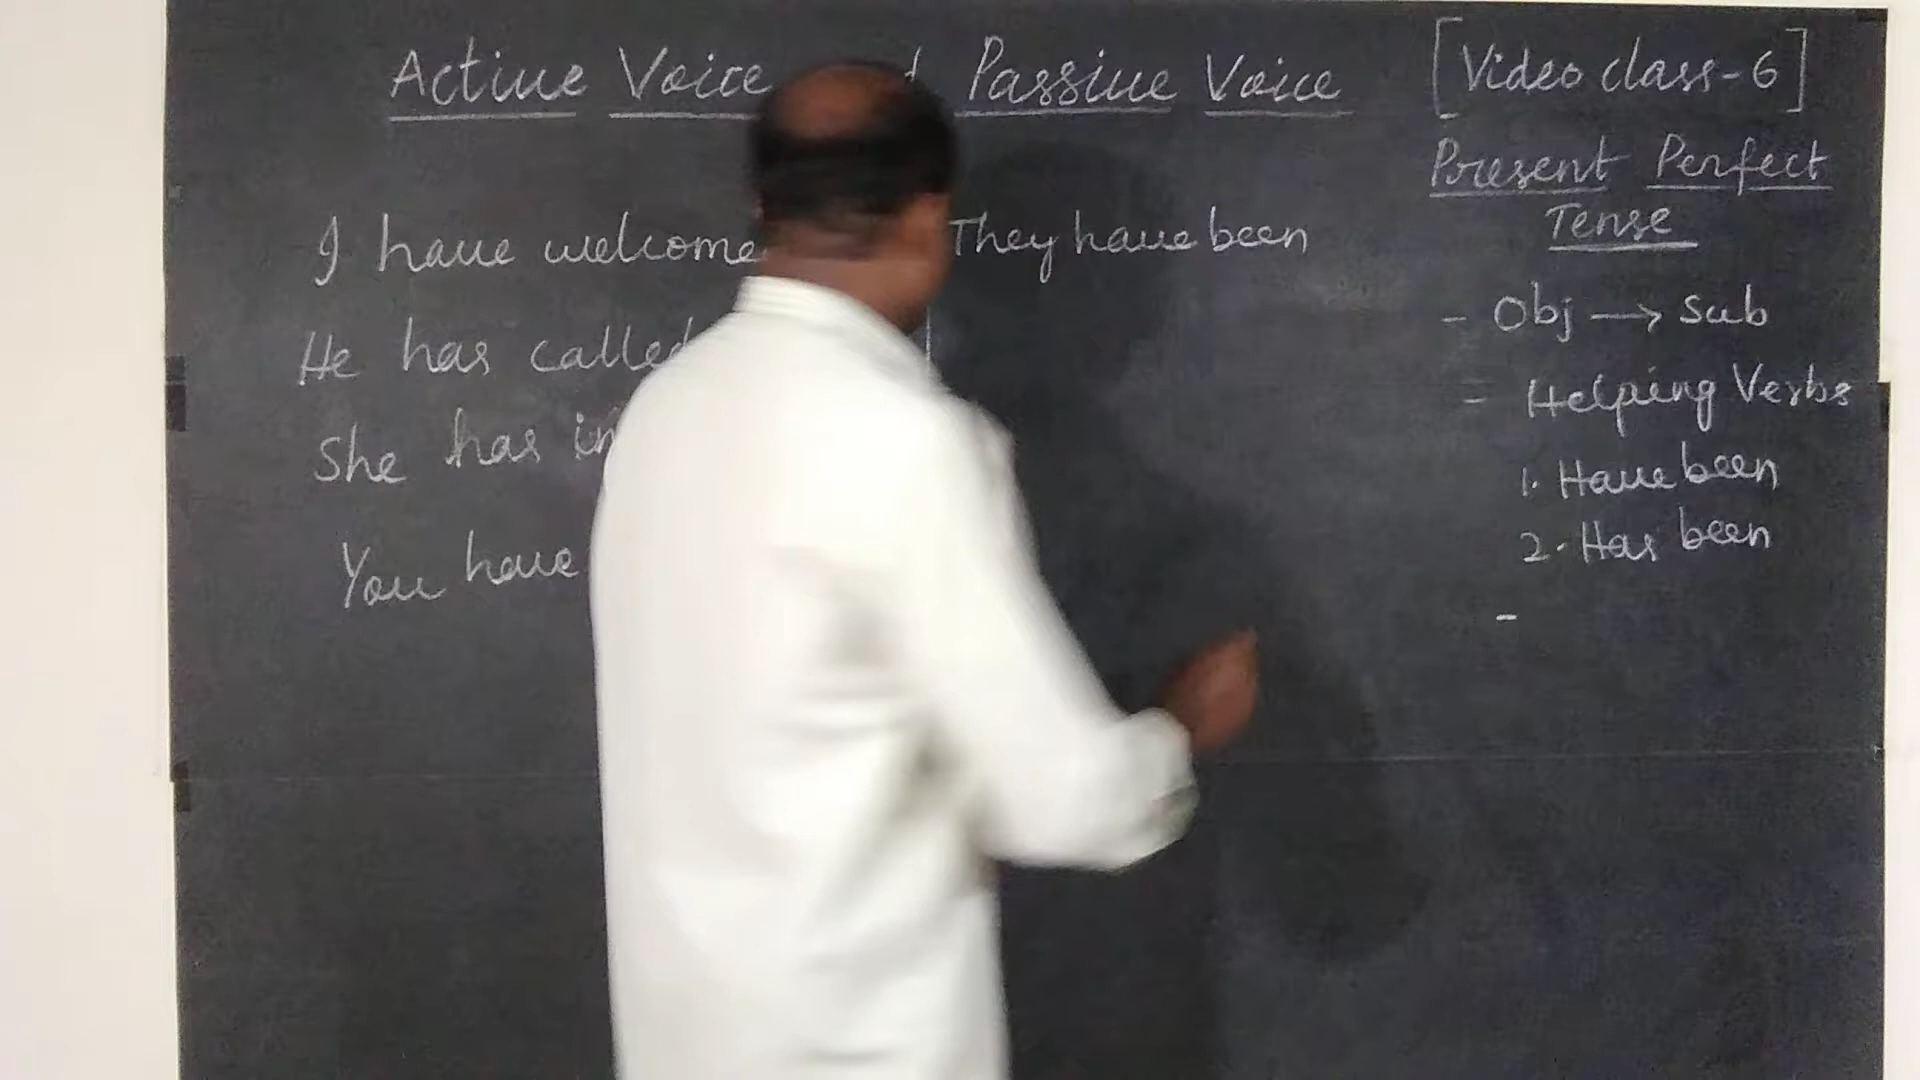 Active Voice Passive Voice [Video class-6]
Present Perfect
Tense
I have They have been
He has called
She has
You have
- Obj → Sub
= Helping Verbs
1. Have been
2. Has been
-